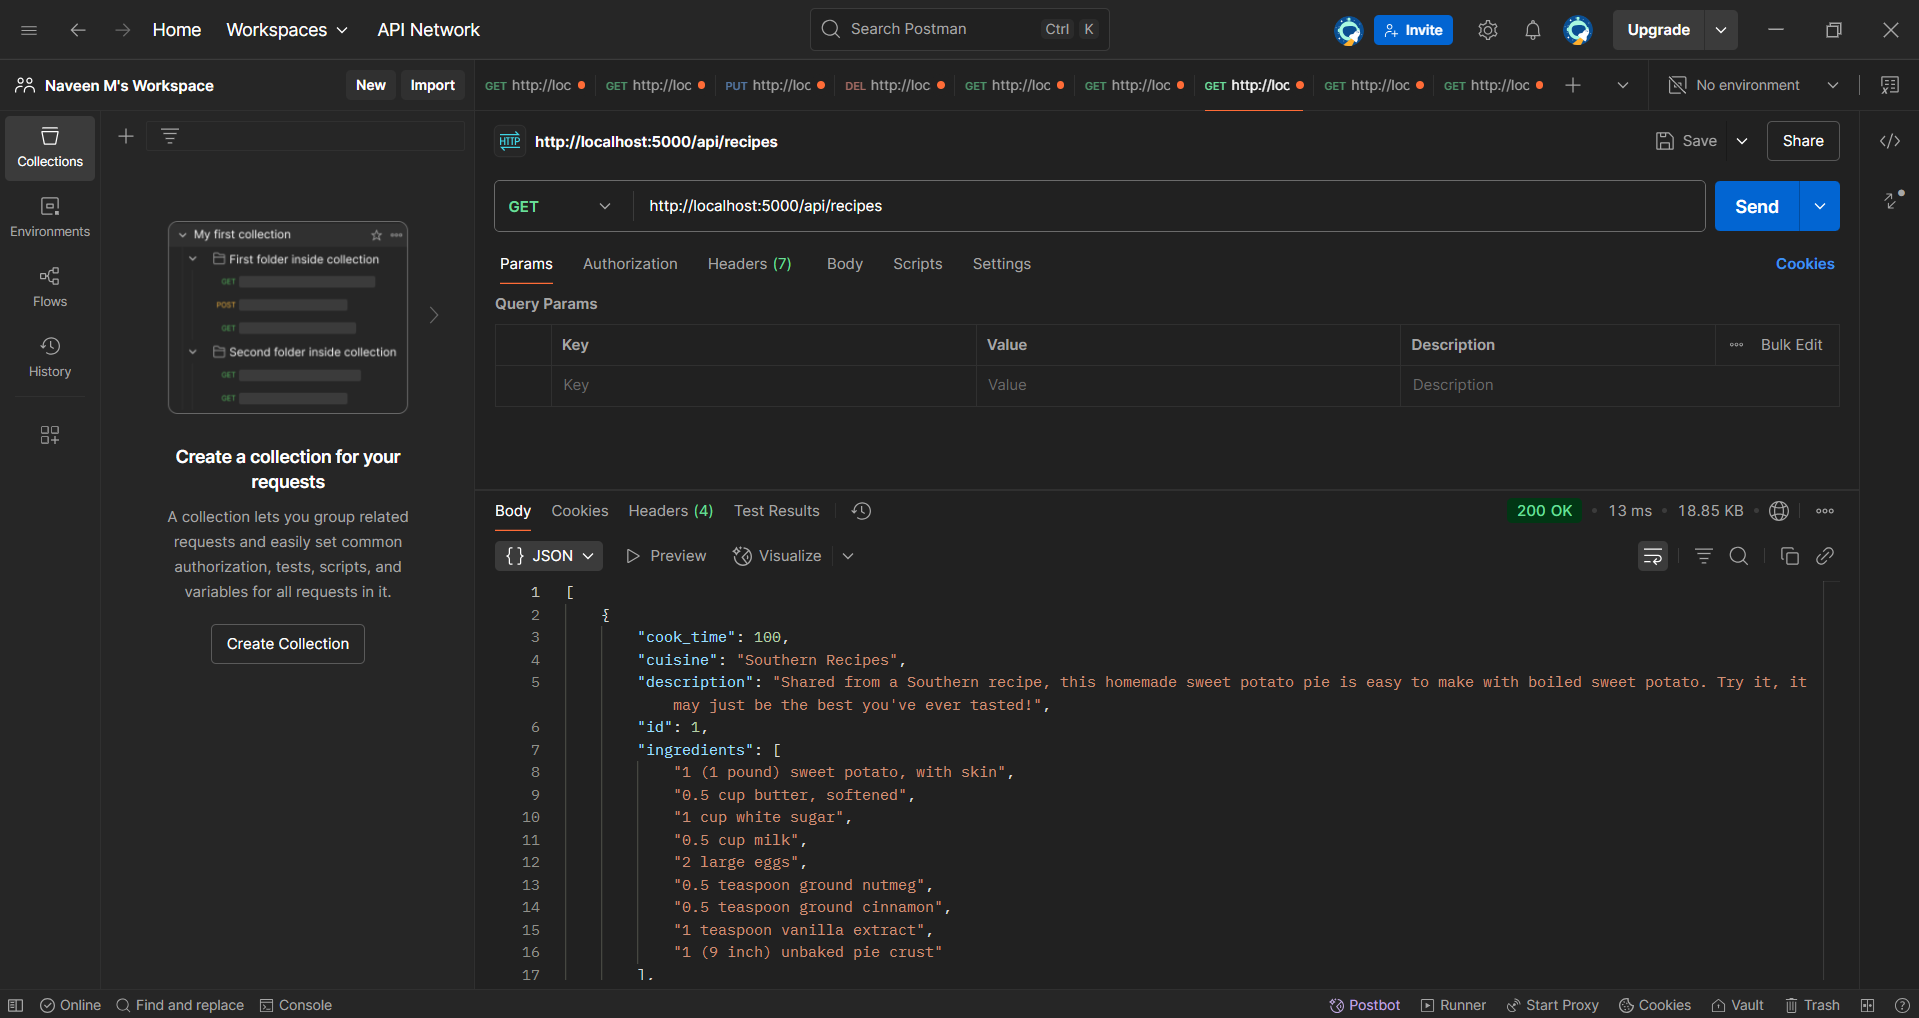 Home Workspaces API Network Search Postman Ctrl K Invite Upgrade
Naveen M's Workspace New Import GET http://loc GET http://loc PUT http://loc DEL http://loc GET http://loc GET http://loc GET http://loc GET http://loc GET http://loc No environment
Collections
Environments
Flows
History
My first collection
First folder inside collection
GET
POST
GET
Second folder inside collection
GET
GET
Create a collection for your
requests
A collection lets you group related
requests and easily set common
authorization, tests, scripts, and
variables for all requests in it.
Create Collection
HTTP http://localhost:5000/api/recipes Save Share
GET http://localhost:5000/api/recipes Send
Params Authorization Headers (7) Body Scripts Settings Cookies
Query Params
Key Value Description Bulk Edit
Key Value Description
Body Cookies Headers (4) Test Results 200 OK • 13 ms • 18.85 KB
{} JSON Preview Visualize
1 [
2 {
3 "cook_time": 100,
4 "cuisine": "Southern Recipes",
5 "description": "Shared from a Southern recipe, this homemade sweet potato pie is easy to make with boiled sweet potato. Try it, it
may just be the best you've ever tasted!",
6 "id": 1,
7 "ingredients": [
8 "1 (1 pound) sweet potato, with skin",
9 "0.5 cup butter, softened",
10 "1 cup white sugar",
11 "0.5 cup milk",
12 "2 large eggs",
13 "0.5 teaspoon ground nutmeg",
14 "0.5 teaspoon ground cinnamon",
15 "1 teaspoon vanilla extract",
16 "1 (9 inch) unbaked pie crust"
17 ],
Online Find and replace Console Postbot Runner Start Proxy Cookies Vault Trash